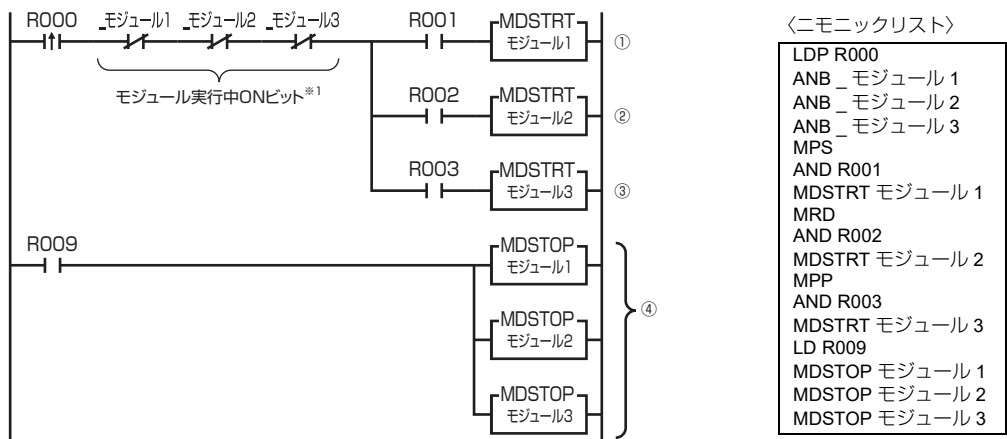 R000 _モジュール1 _モジュール2 _モジュール3 R001 MDSTRT
モジュール1 ①
モジュール実行中ONビット※1
R002 MDSTRT
モジュール2 ②
R003 MDSTRT
モジュール3 ③
R009 MDSTOP
モジュール1
MDSTOP
モジュール2 ④
MDSTOP
モジュール3
〈ニモニックリスト〉
LDP R000
ANB _ モジュール 1
ANB _ モジュール 2
ANB _ モジュール 3
MPS
AND R001
MDSTRT モジュール 1
MRD
AND R002
MDSTRT モジュール 2
MPP
AND R003
MDSTRT モジュール 3
LD R009
MDSTOP モジュール 1
MDSTOP モジュール 2
MDSTOP モジュール 3